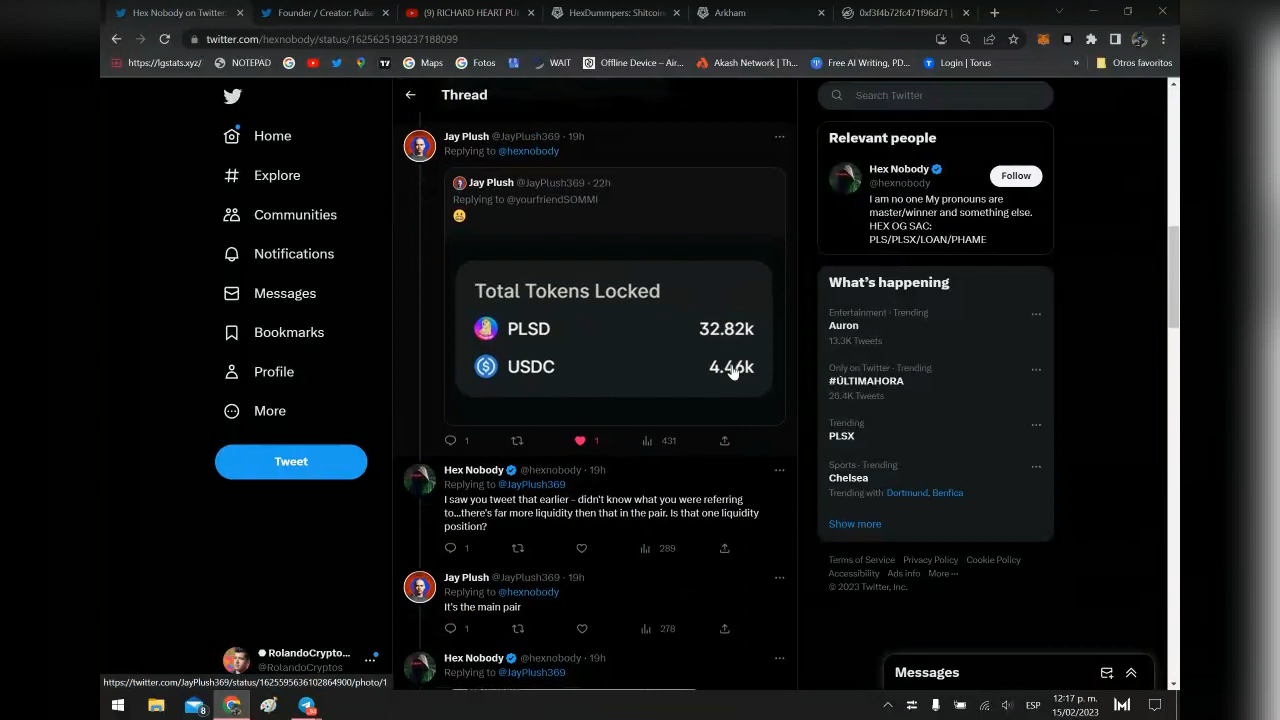 Hex Nobody on Twitter:
Founder / Creator: Pulse
(9) RICHARD HEART PU
HexDummpers: Shitcoin
Arkham
0xf3f4b72fc471f96d71 |
twitter.com/hexnobody/status/1625625198237188099
https://lgstats.xyz/
NOTEPAD
Maps
Fotos
WAIT
Offline Device – Air...
Akash Network | Th...
Free AI Writing, PD...
Login | Torus
»
Otros favoritos
Home
Explore
Communities
Notifications
Messages
Bookmarks
Profile
More
Tweet
RolandoCrypto...
@RolandoCryptos
https://twitter.com/JayPlush369/status/1625595636102864900/photo/1
Thread
Jay Plush @JayPlush369 · 19h
Replying to @hexnobody
Jay Plush @JayPlush369 · 22h
Replying to @yourfriendSOMMI
😀
Total Tokens Locked
PLSD 32.82k
USDC 4.46k
1 1 431
Hex Nobody @hexnobody · 19h
Replying to @JayPlush369
I saw you tweet that earlier – didn't know what you were referring
to...there's far more liquidity then that in the pair. Is that one liquidity
position?
1 289
Jay Plush @JayPlush369 · 19h
Replying to @hexnobody
It's the main pair
1 278
Hex Nobody @hexnobody · 19h
Replying to @JayPlush369
Search Twitter
Relevant people
Hex Nobody
@hexnobody
Follow
I am no one My pronouns are
master/winner and something else.
HEX OG SAC:
PLS/PLSX/LOAN/PHAME
What's happening
Entertainment · Trending
Auron
13.3K Tweets
Only on Twitter · Trending
#ÚLTIMAHORA
26.4K Tweets
Trending
PLSX
Sports · Trending
Chelsea
Trending with Dortmund, Benfica
Show more
Terms of Service Privacy Policy Cookie Policy
Accessibility Ads info More ···
© 2023 Twitter, Inc.
Messages
8
ESP
12:17 p. m.
15/02/2023